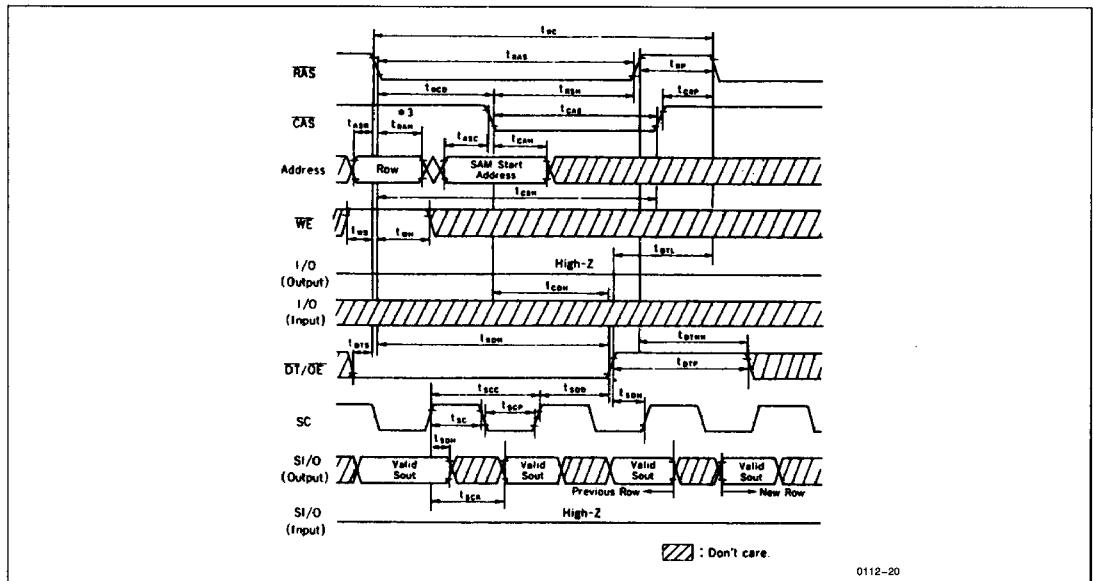 tRC
tRAS
tRP
RAS
tRCD
tRSH
tCRP
*3
tCAS
CAS
tASR
tRAH
tASC
tCAH
Address
Row
SAM Start
Address
tCSH
WE
tWS
tWH
tDTL
I/O
(Output)
High-Z
tCDH
I/O
(Input)
tDTS
tRDH
tDTHH
DT/OE
tDTP
tSCC
tSDD
tSDH
SC
tSC
tSCP
tSOH
SI/O
(Output)
Valid
Sout
Valid
Sout
Valid
Sout
Valid
Sout
Previous Row
New Row
tSCA
SI/O
(Input)
High-Z
: Don't care.
0112-20